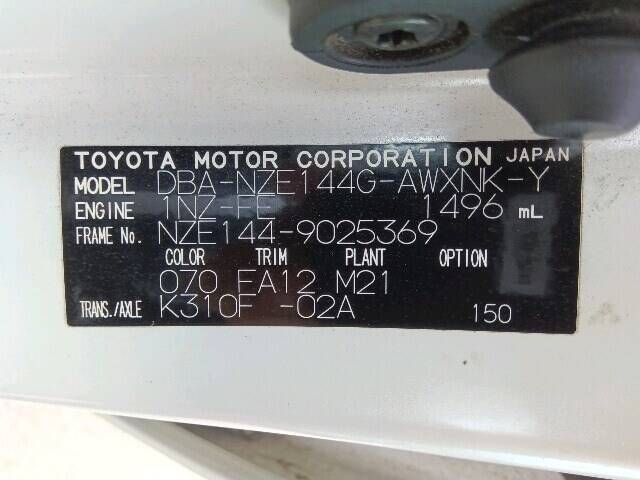 TOYOTA MOTOR CORPORATION JAPAN
MODEL DBA-NZE144G-AWXNK-Y
ENGINE 1NZ-FE 1496 mL
FRAME No. NZE144-9025369
COLOR TRIM PLANT OPTION
070 FA12 M21
TRANS./AXLE K310F -02A 150